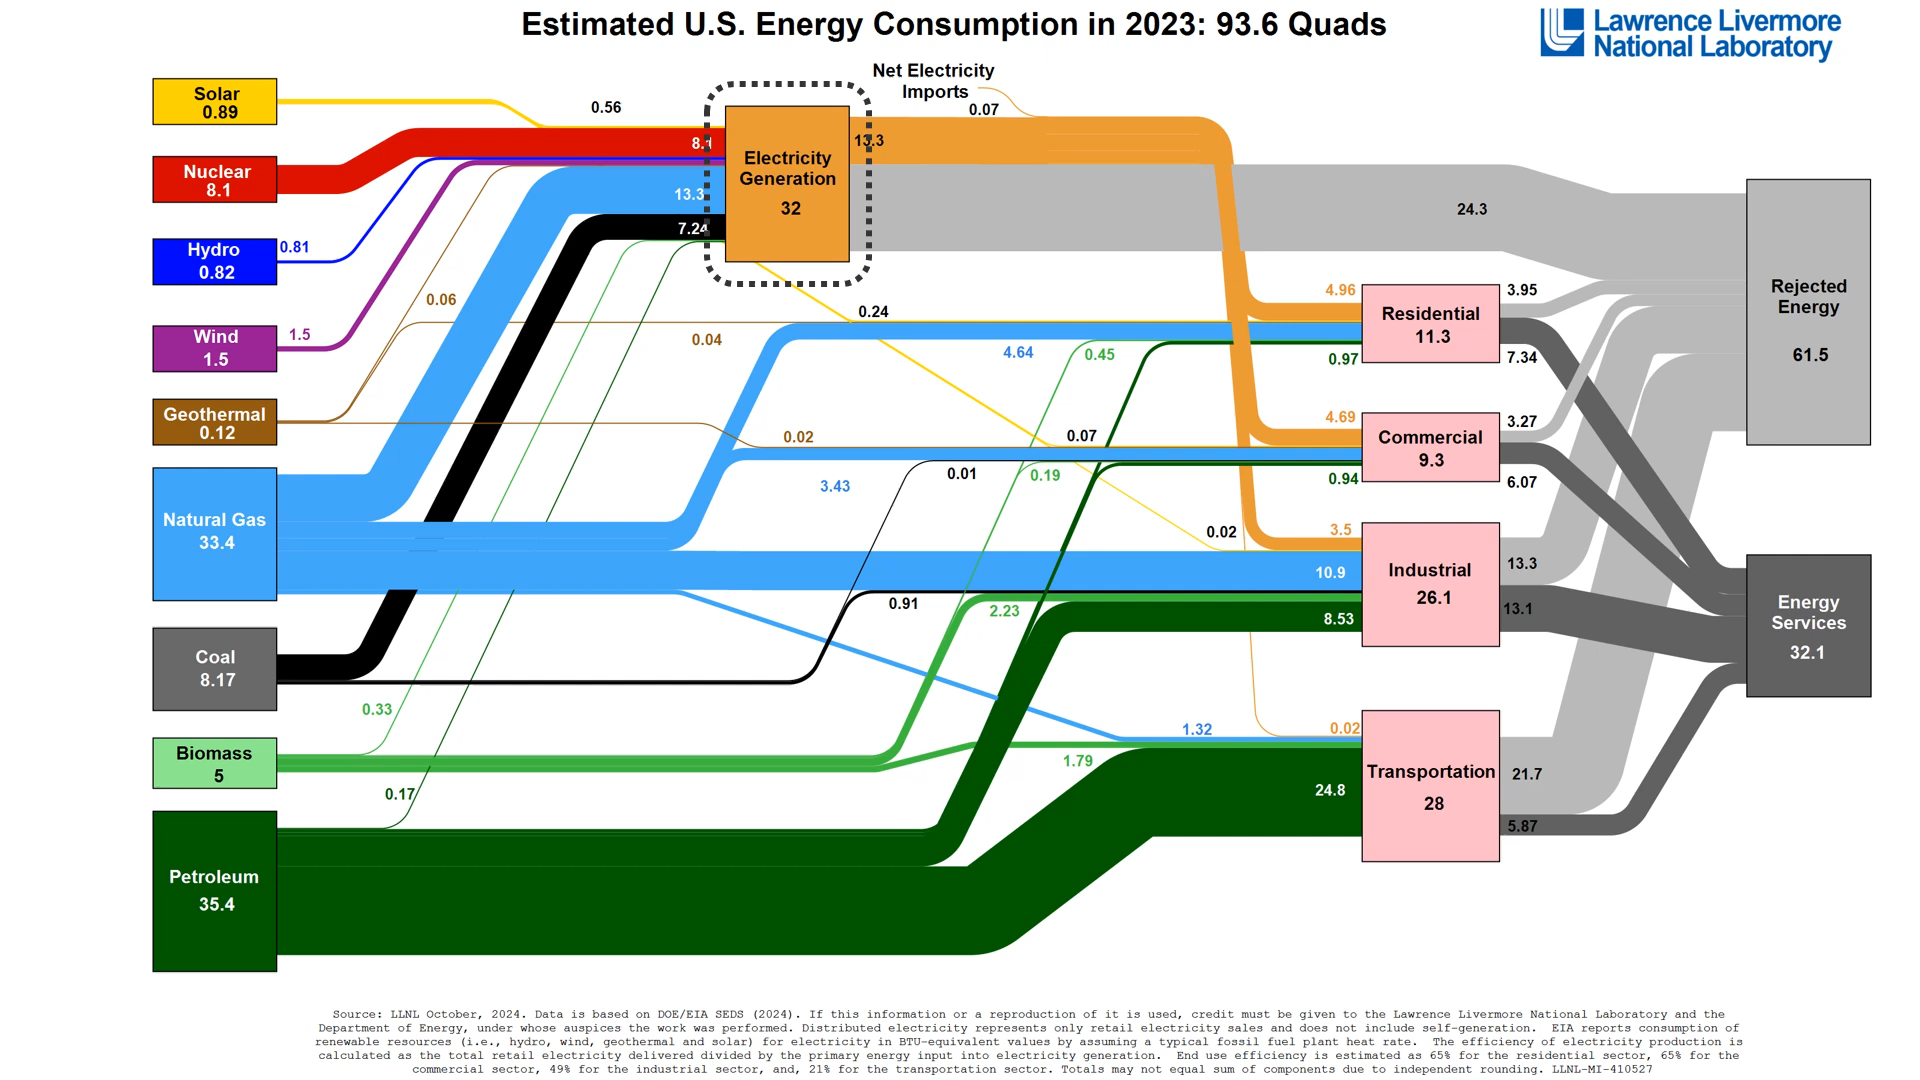 Estimated U.S. Energy Consumption in 2023: 93.6 Quads
Lawrence Livermore
National Laboratory
Net Electricity
Imports
0.07
Solar
0.89
0.56
Nuclear
8.1
8.1
Hydro
0.82
0.81
Wind
1.5
1.5
Geothermal
0.12
0.06
0.04
0.02
Natural Gas
33.4
13.3
4.64
3.43
10.9
1.32
Coal
8.17
7.24
0.01
0.91
Biomass
5
0.33
0.45
0.19
2.23
1.79
Petroleum
35.4
0.17
0.97
0.94
8.53
24.8
Electricity
Generation
32
13.3
24.3
0.24
0.07
0.02
4.96
4.69
3.5
0.02
Residential
11.3
3.95
7.34
Commercial
9.3
3.27
6.07
Industrial
26.1
13.3
13.1
Transportation
28
21.7
5.87
Rejected
Energy
61.5
Energy
Services
32.1
Source: LLNL October, 2024. Data is based on DOE/EIA SEDS (2024). If this information or a reproduction of it is used, credit must be given to the Lawrence Livermore National Laboratory and the
Department of Energy, under whose auspices the work was performed. Distributed electricity represents only retail electricity sales and does not include self-generation. EIA reports consumption of
renewable resources (i.e., hydro, wind, geothermal and solar) for electricity in BTU-equivalent values by assuming a typical fossil fuel plant heat rate. The efficiency of electricity production is
calculated as the total retail electricity delivered divided by the primary energy input into electricity generation. End use efficiency is estimated as 65% for the residential sector, 65% for the
commercial sector, 49% for the industrial sector, and, 21% for the transportation sector. Totals may not equal sum of components due to independent rounding. LLNL-MI-410527